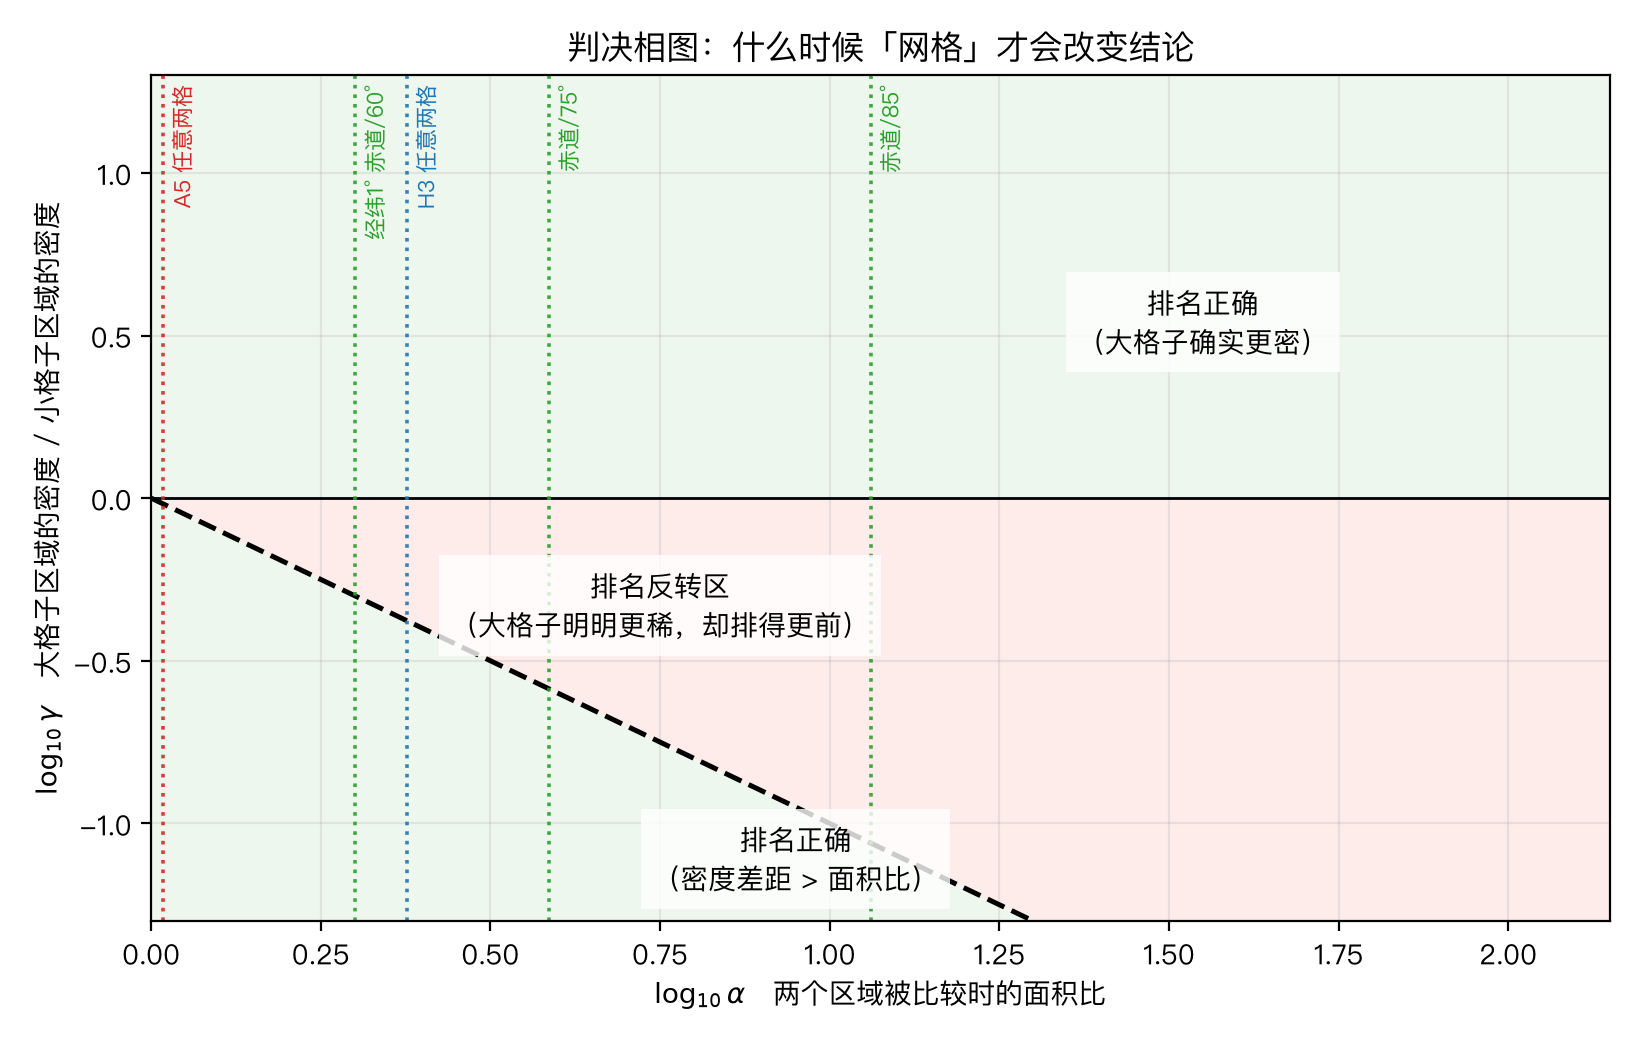 判决相图：什么时候「网格」才会改变结论
log₁₀ γ　大格子区域的密度 / 小格子区域的密度
1.0
0.5
0.0
−0.5
−1.0
A5 任意两格
经纬1° 赤道/60°
H3 任意两格
赤道/75°
赤道/85°
排名正确
（大格子确实更密）
排名反转区
（大格子明明更稀，却排得更前）
排名正确
（密度差距 > 面积比）
0.00 0.25 0.50 0.75 1.00 1.25 1.50 1.75 2.00
log₁₀ α　两个区域被比较时的面积比